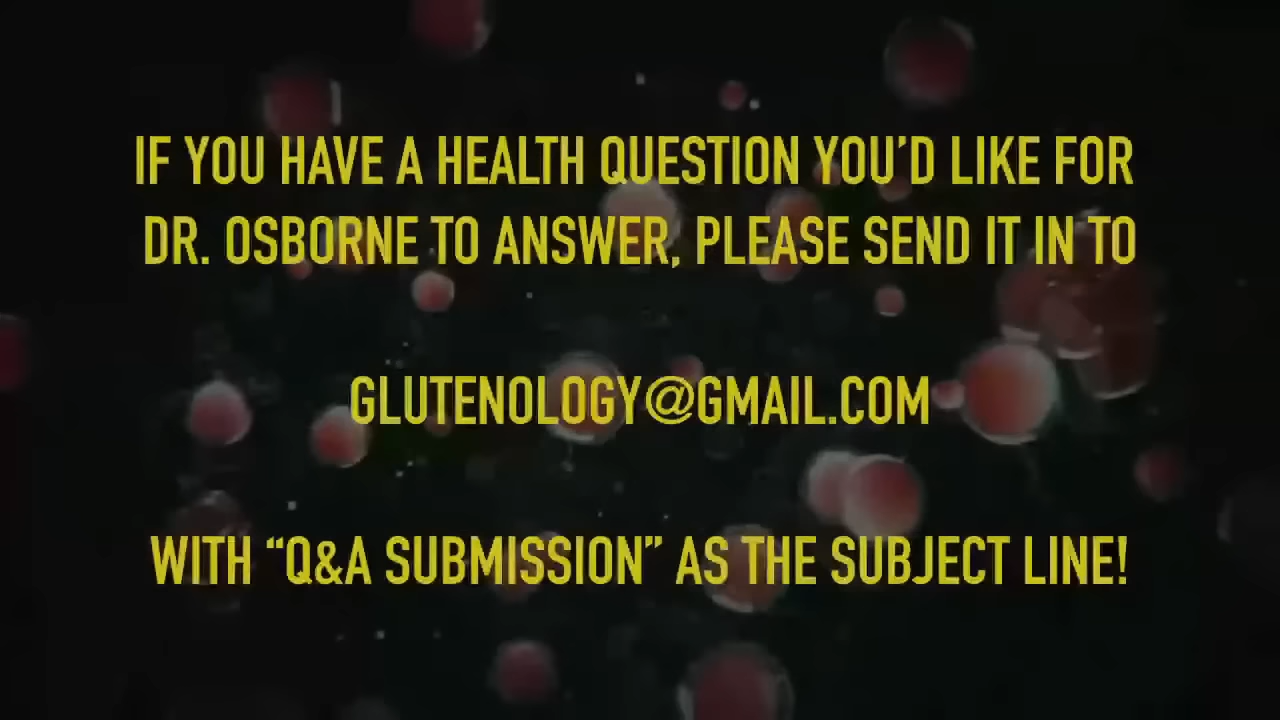 IF YOU HAVE A HEALTH QUESTION YOU’D LIKE FOR
DR. OSBORNE TO ANSWER, PLEASE SEND IT IN TO
GLUTENOLOGY@GMAIL.COM
WITH “Q&A SUBMISSION” AS THE SUBJECT LINE!